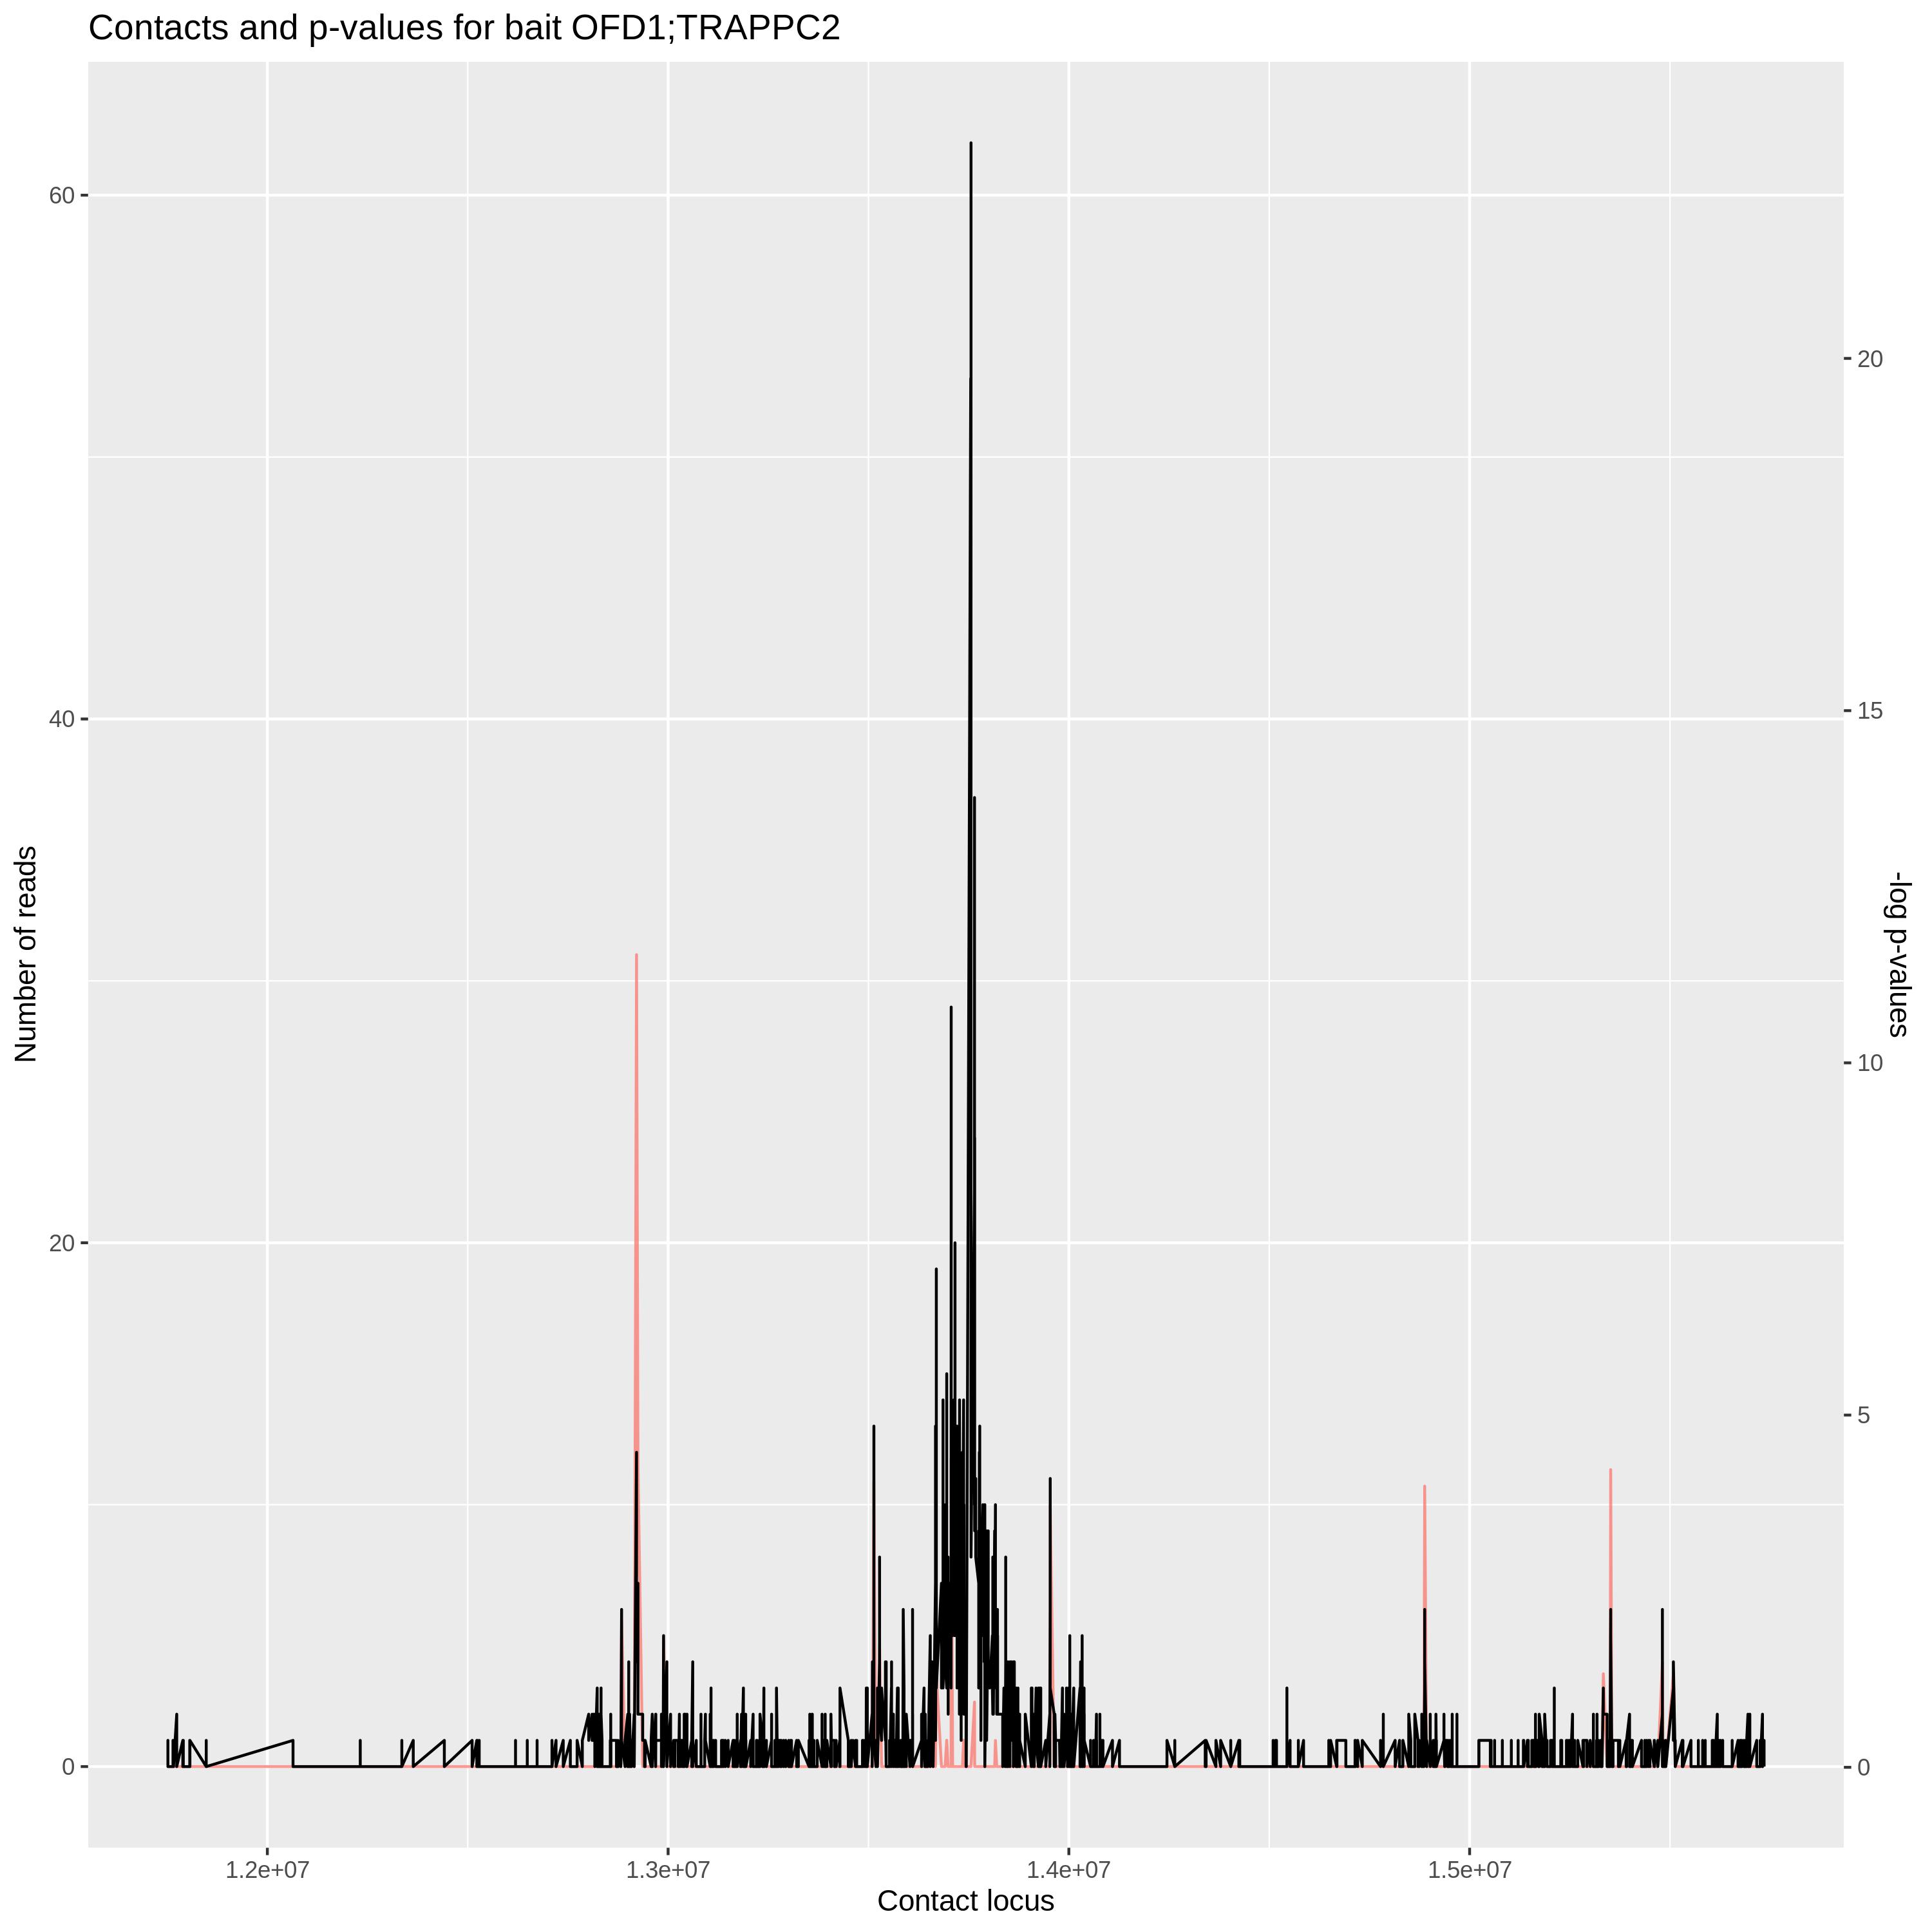 Contacts and p-values for bait OFD1;TRAPPC2
60
40
20
0
Number of reads
20
15
10
5
0
-log p-values
1.2e+07
1.3e+07
1.4e+07
1.5e+07
Contact locus